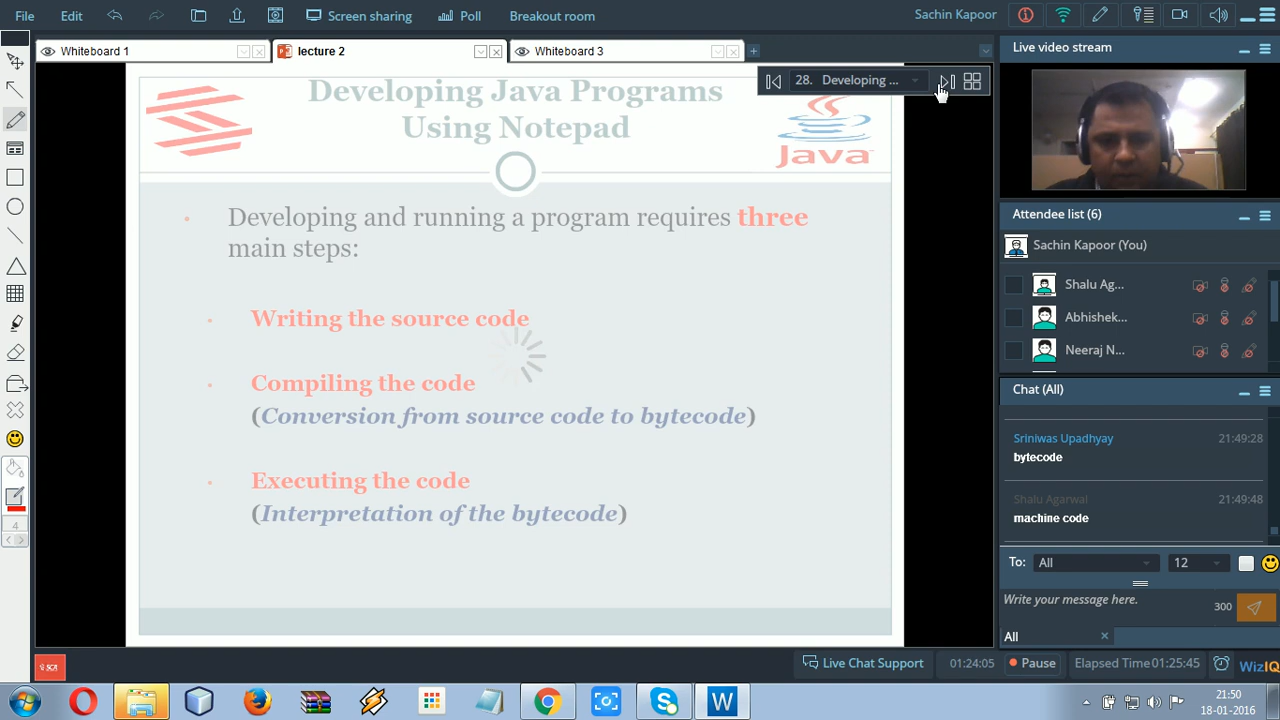 File Edit Screen sharing Poll Breakout room Sachin Kapoor
Whiteboard 1 lecture 2 Whiteboard 3
28. Developing ...
Developing Java Programs
Using Notepad
Java
Developing and running a program requires three
main steps:
Writing the source code
Compiling the code
(Conversion from source code to bytecode)
Executing the code
(Interpretation of the bytecode)
4
Live video stream
Attendee list (6)
Sachin Kapoor (You)
Shalu Ag...
Abhishek...
Neeraj N...
Chat (All)
Sriniwas Upadhyay 21:49:28
bytecode
Shalu Agarwal 21:49:48
machine code
To: All 12
Write your message here. 300
All
SCA Live Chat Support 01:24:05 Pause Elapsed Time 01:25:45 WizIQ
W
21:50
18-01-2016